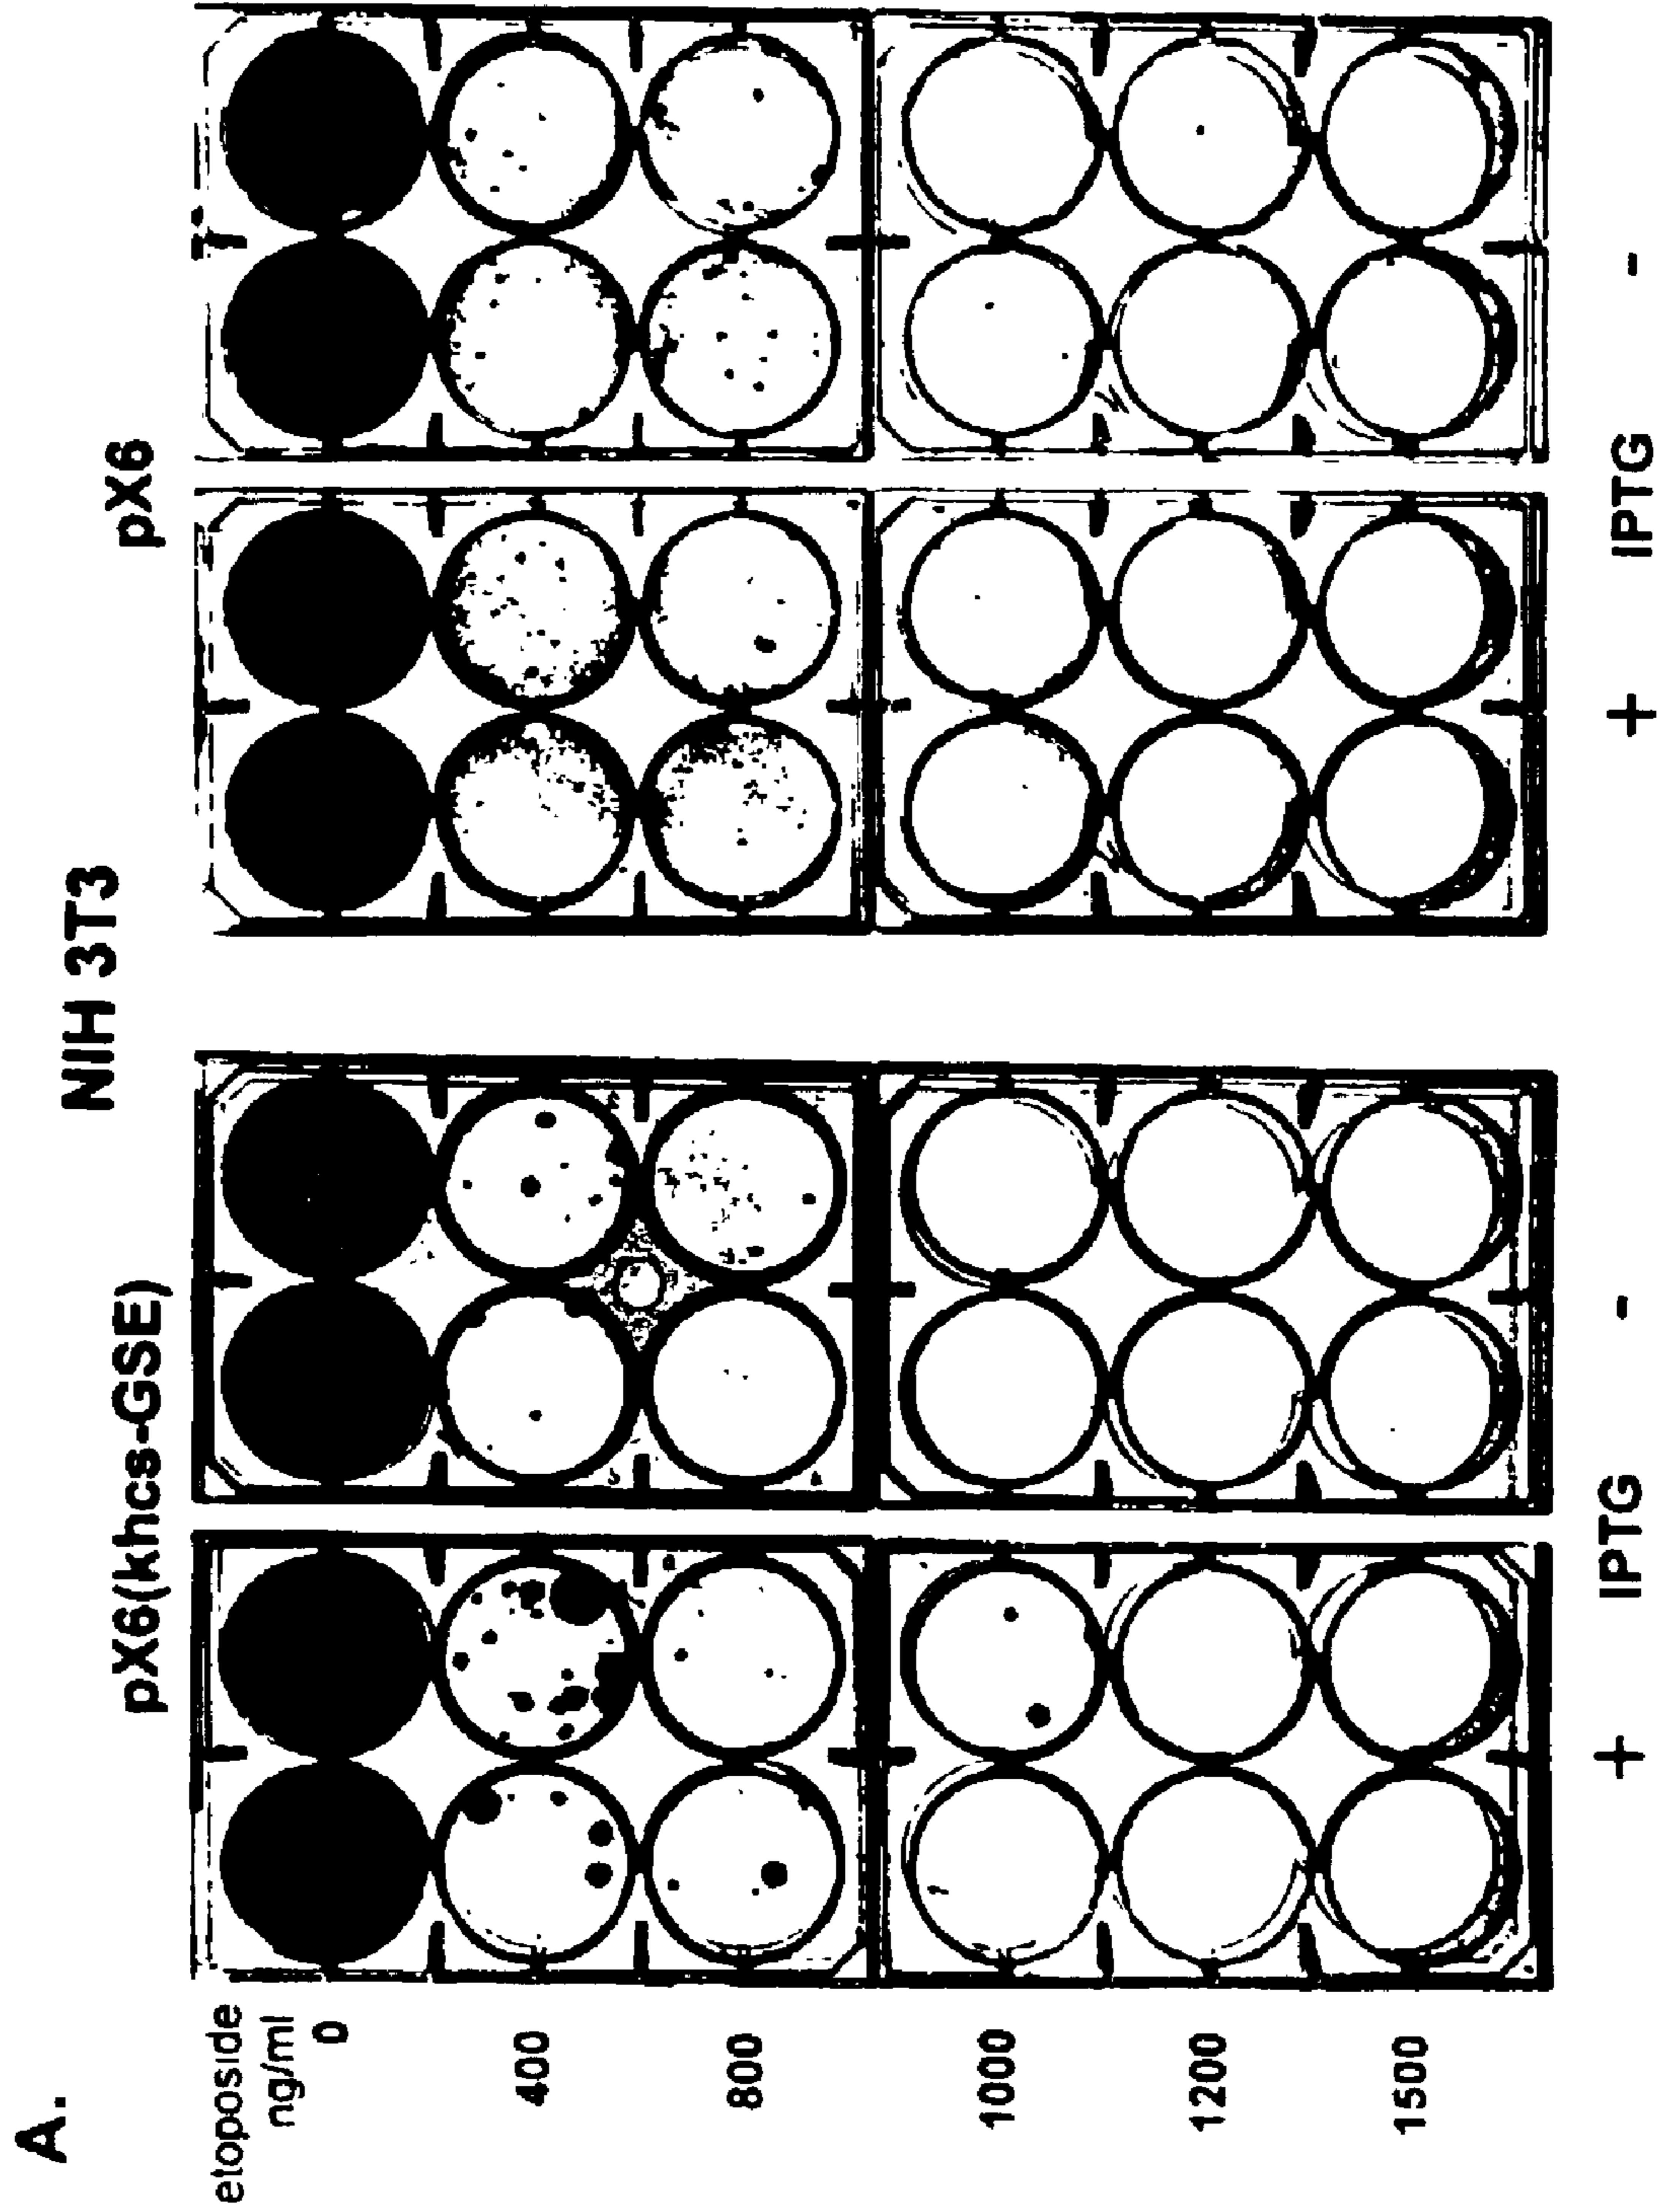 A.
NIH 3T3
pX6(khcs-GSE)
pX6
etoposide
ng/ml
0
400
800
1000
1200
1500
+ IPTG -
+ IPTG -